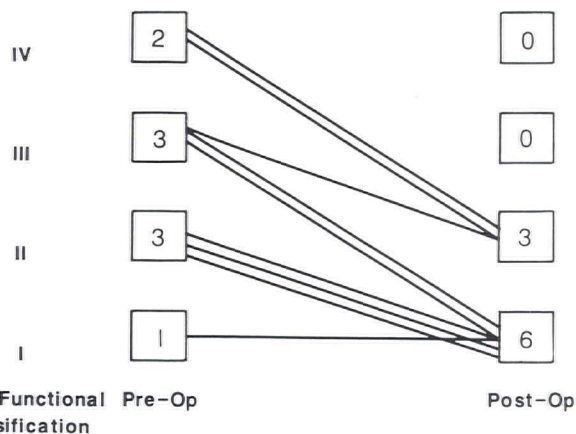 IV 2 0
III 3 0
II 3 3
I 1 6
Functional Pre-Op Post-Op
sification